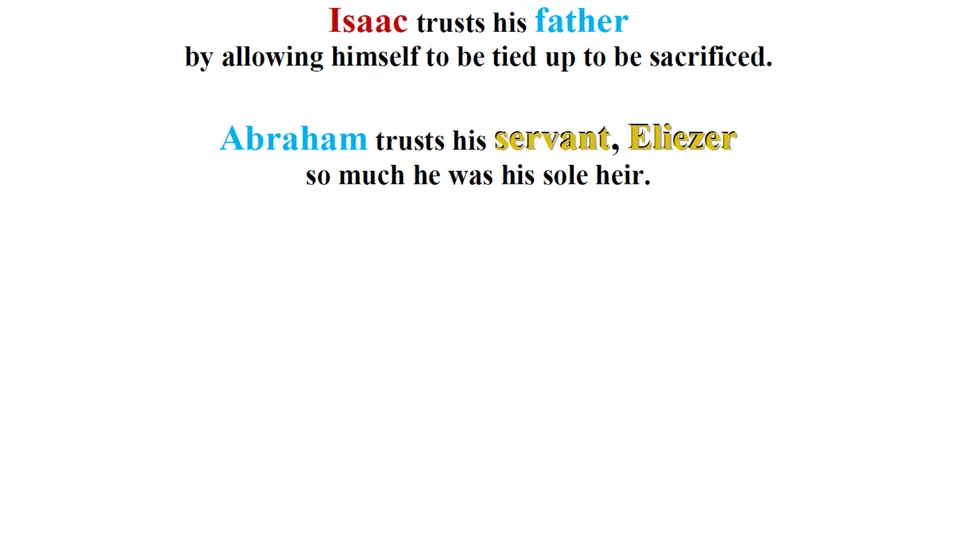 Isaac trusts his father
by allowing himself to be tied up to be sacrificed.
Abraham trusts his servant, Eliezer
so much he was his sole heir.